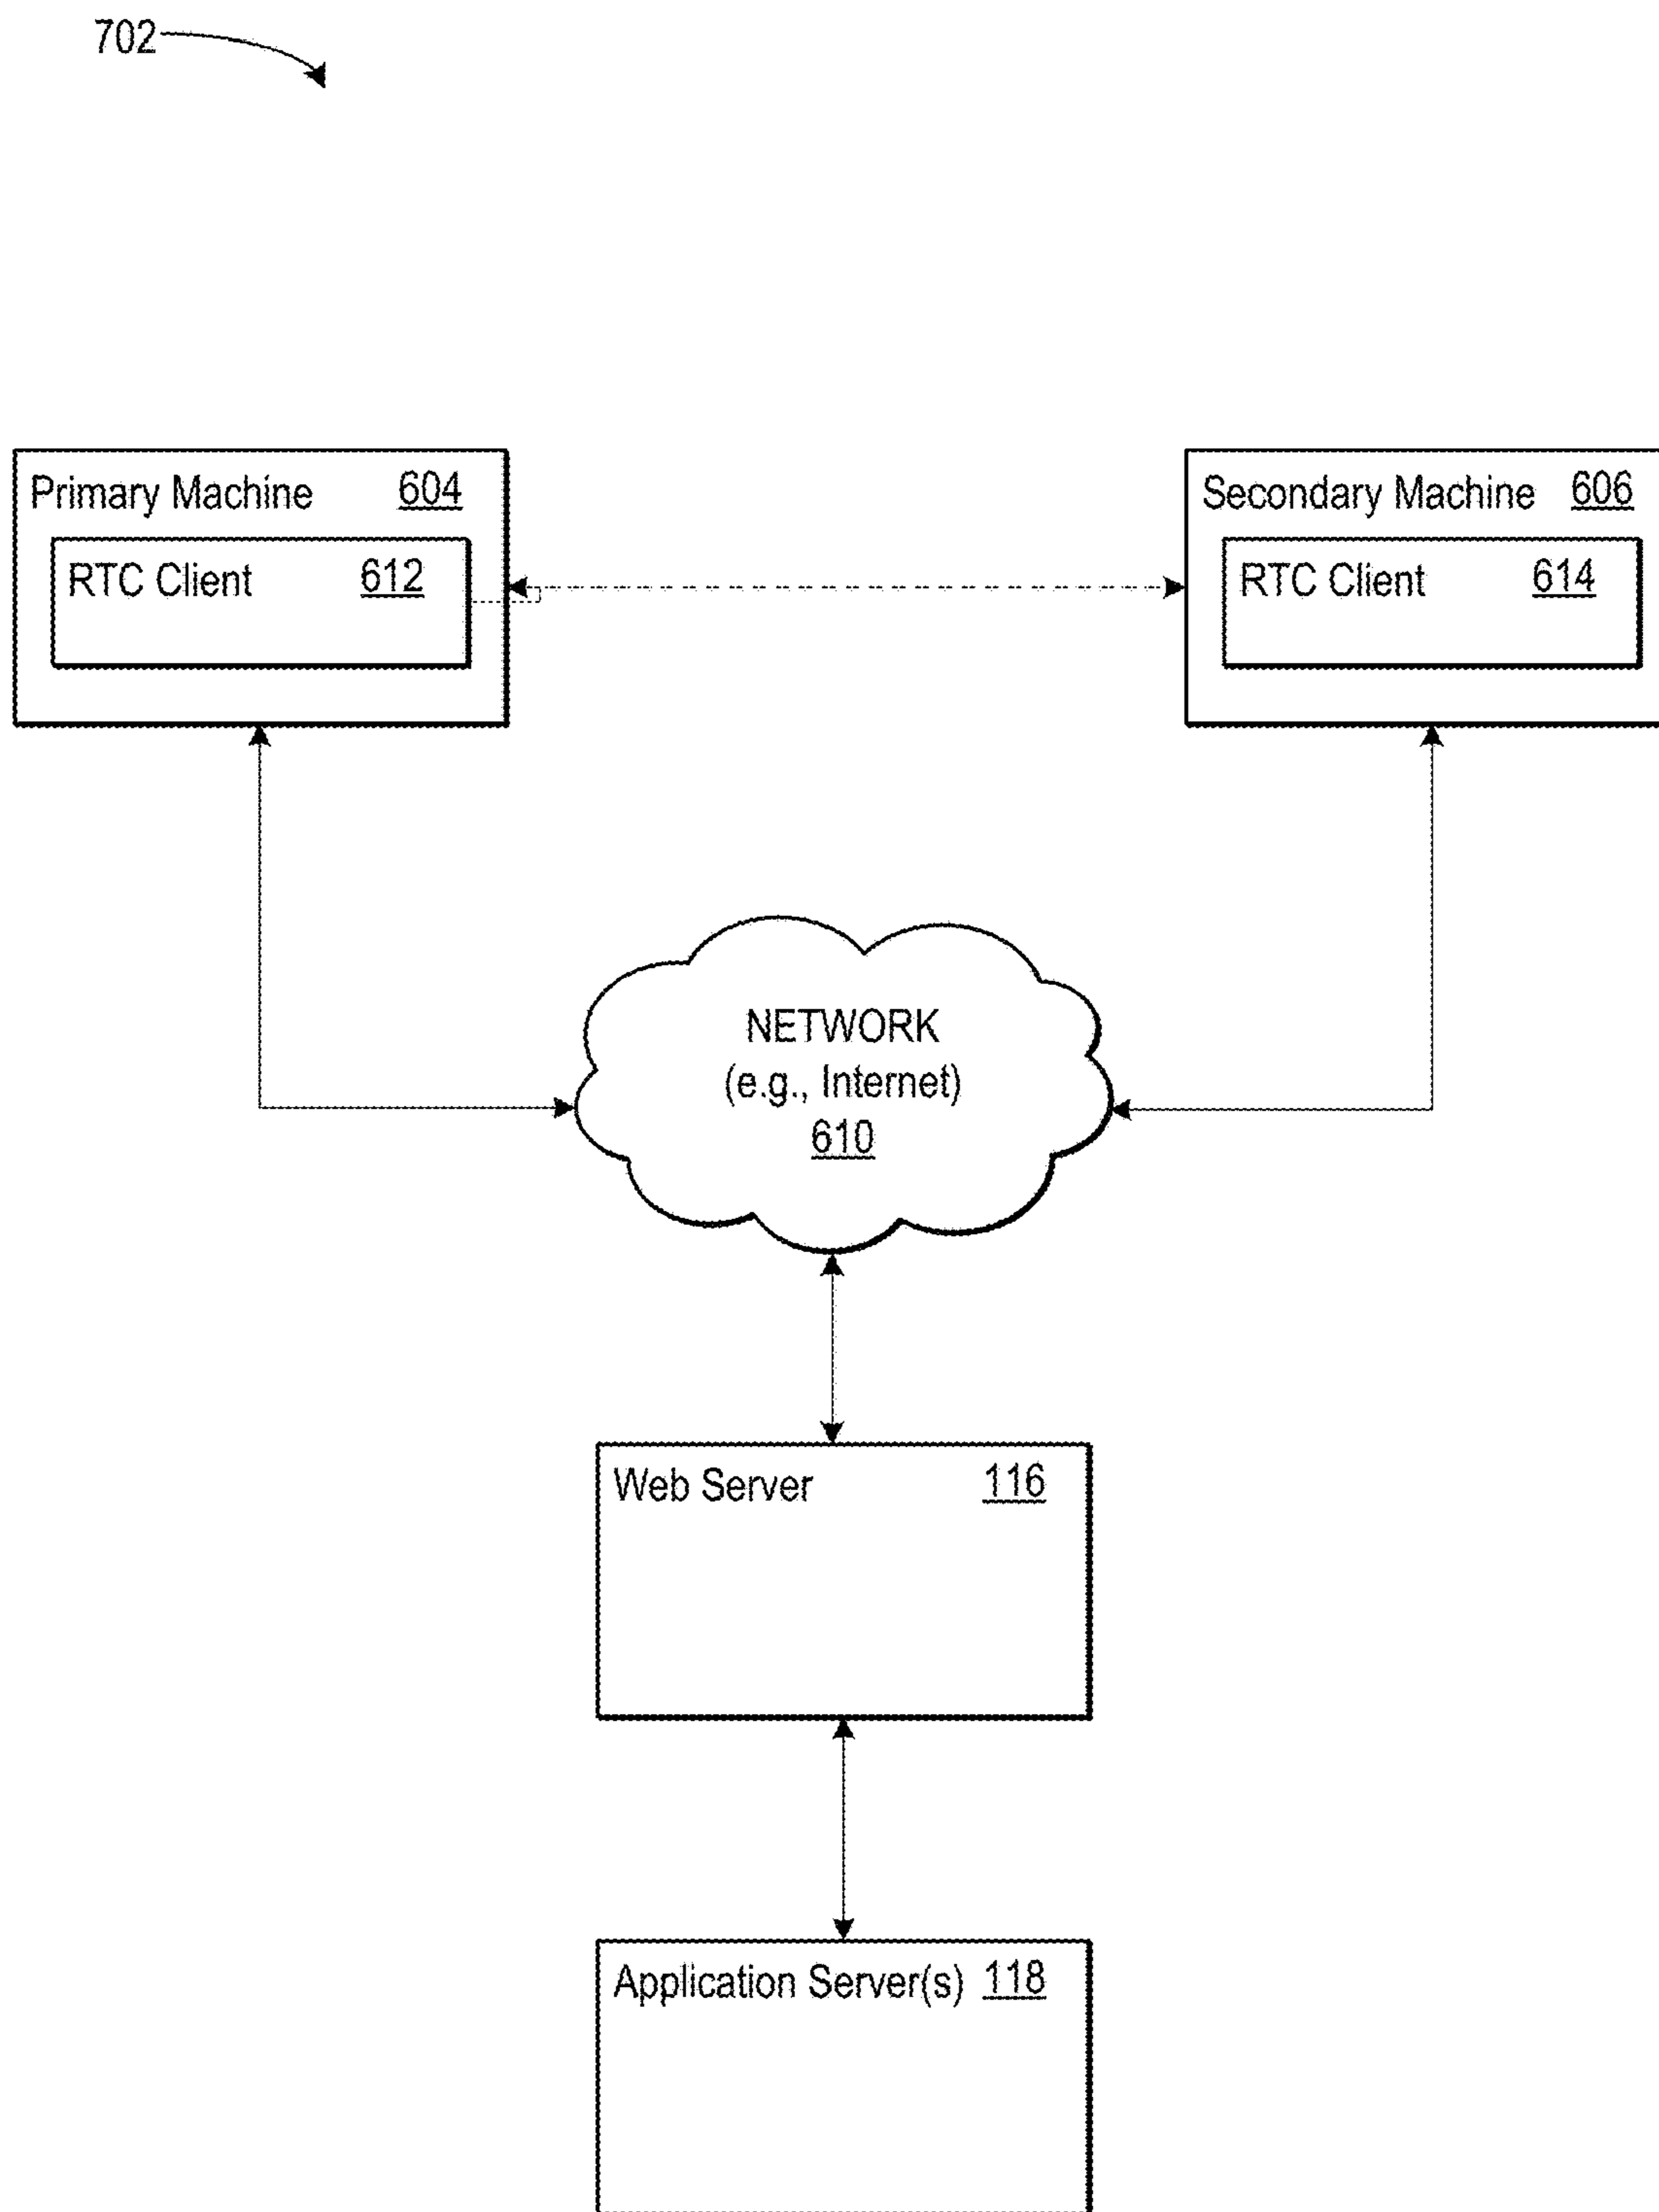 702
Primary Machine 604
RTC Client 612
Secondary Machine 606
RTC Client 614
NETWORK
(e.g., Internet)
610
Web Server 116
Application Server(s) 118